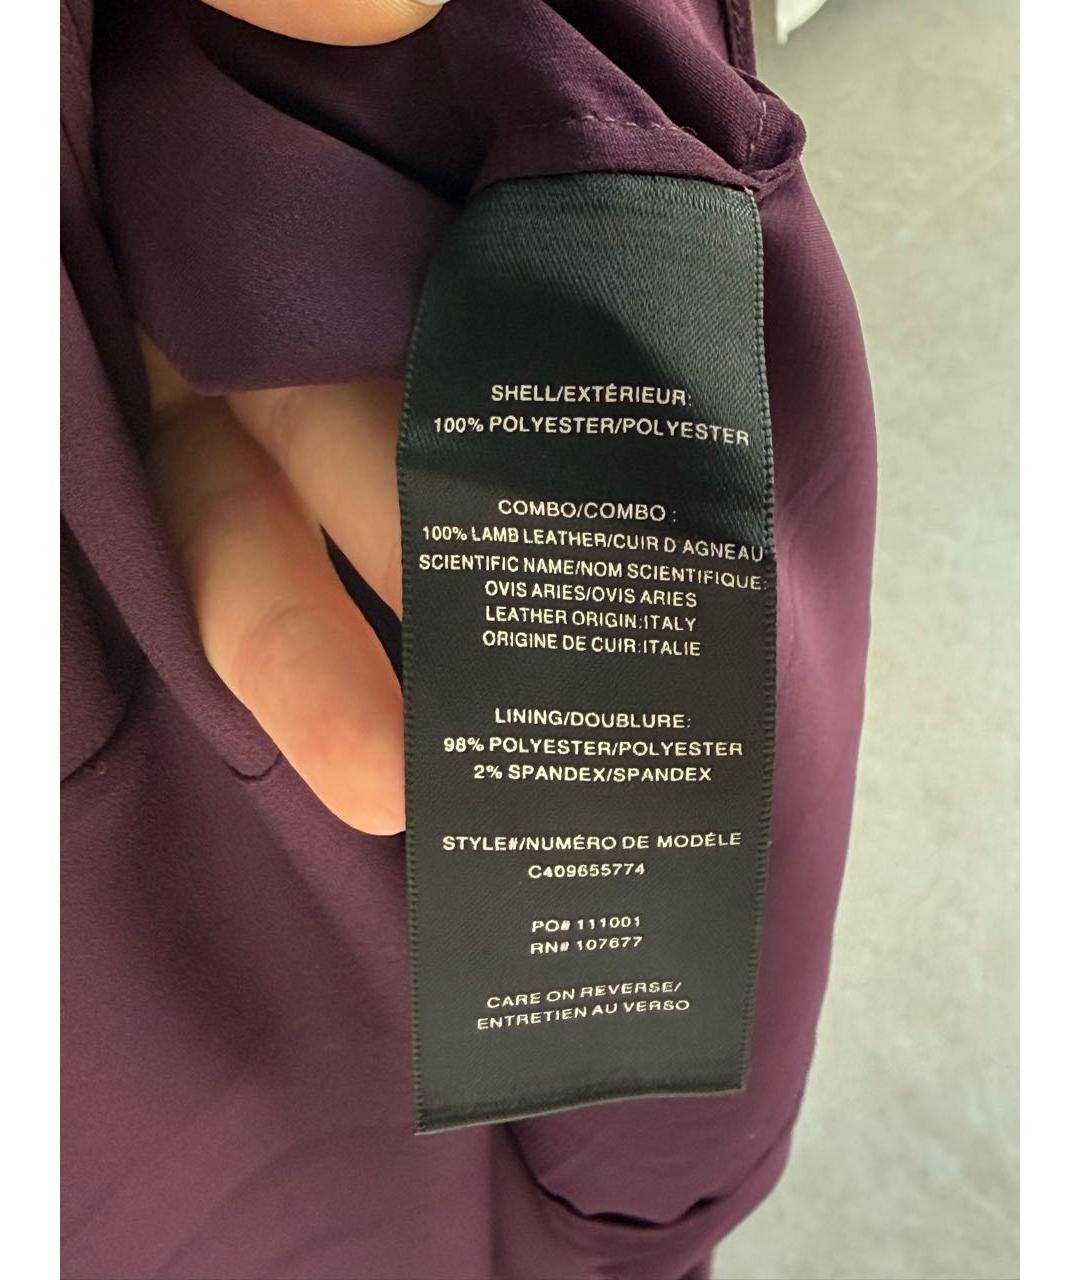 SHELL/EXTÉRIEUR:
100% POLYESTER/POLYESTER
COMBO/COMBO :
100% LAMB LEATHER/CUIR D AGNEAU
SCIENTIFIC NAME/NOM SCIENTIFIQUE:
OVIS ARIES/OVIS ARIES
LEATHER ORIGIN:ITALY
ORIGINE DE CUIR:ITALIE
LINING/DOUBLURE:
98% POLYESTER/POLYESTER
2% SPANDEX/SPANDEX
STYLE#/NUMÉRO DE MODÉLE
C409655774
PO# 111001
RN# 107677
CARE ON REVERSE/
ENTRETIEN AU VERSO